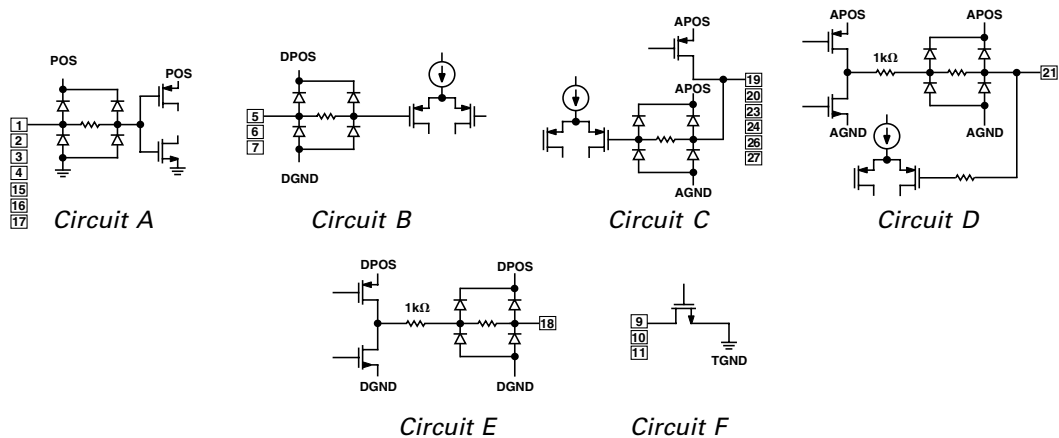 POS
POS
1
2
3
4
15
16
17
Circuit A
DPOS
5
6
7
DGND
Circuit B
APOS
APOS
19
20
23
24
26
27
AGND
Circuit C
APOS
APOS
1kΩ
21
AGND
AGND
Circuit D
DPOS
DPOS
1kΩ
18
DGND
DGND
Circuit E
9
10
11
TGND
Circuit F